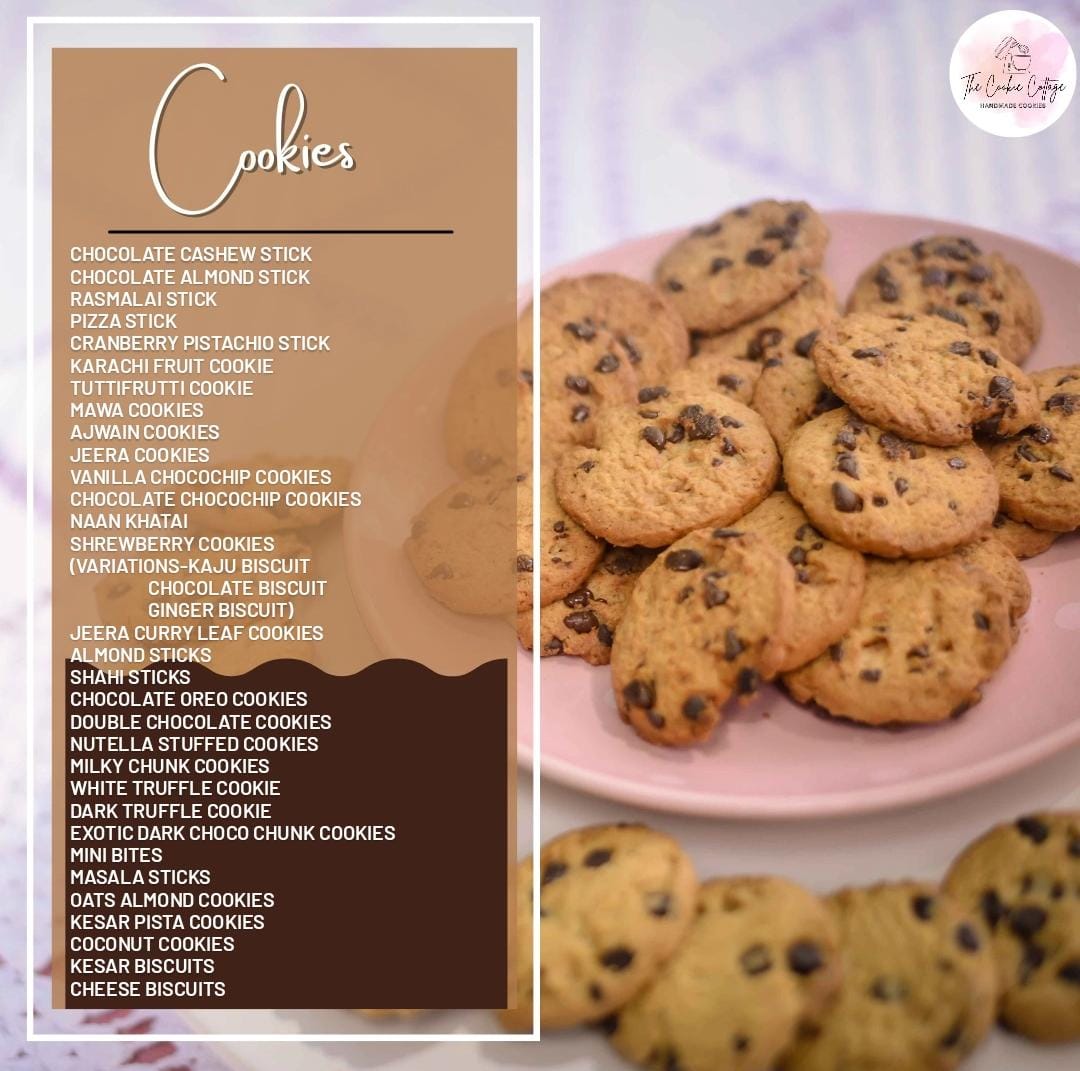 The Cookie Cottage
HANDMADE COOKIES
Cookies
CHOCOLATE CASHEW STICK
CHOCOLATE ALMOND STICK
RASMALAI STICK
PIZZA STICK
CRANBERRY PISTACHIO STICK
KARACHI FRUIT COOKIE
TUTTIFRUTTI COOKIE
MAWA COOKIES
AJWAIN COOKIES
JEERA COOKIES
VANILLA CHOCOCHIP COOKIES
CHOCOLATE CHOCOCHIP COOKIES
NAAN KHATAI
SHREWBERRY COOKIES
(VARIATIONS-KAJU BISCUIT
CHOCOLATE BISCUIT
GINGER BISCUIT)
JEERA CURRY LEAF COOKIES
ALMOND STICKS
SHAHI STICKS
CHOCOLATE OREO COOKIES
DOUBLE CHOCOLATE COOKIES
NUTELLA STUFFED COOKIES
MILKY CHUNK COOKIES
WHITE TRUFFLE COOKIE
DARK TRUFFLE COOKIE
EXOTIC DARK CHOCO CHUNK COOKIES
MINI BITES
MASALA STICKS
OATS ALMOND COOKIES
KESAR PISTA COOKIES
COCONUT COOKIES
KESAR BISCUITS
CHEESE BISCUITS